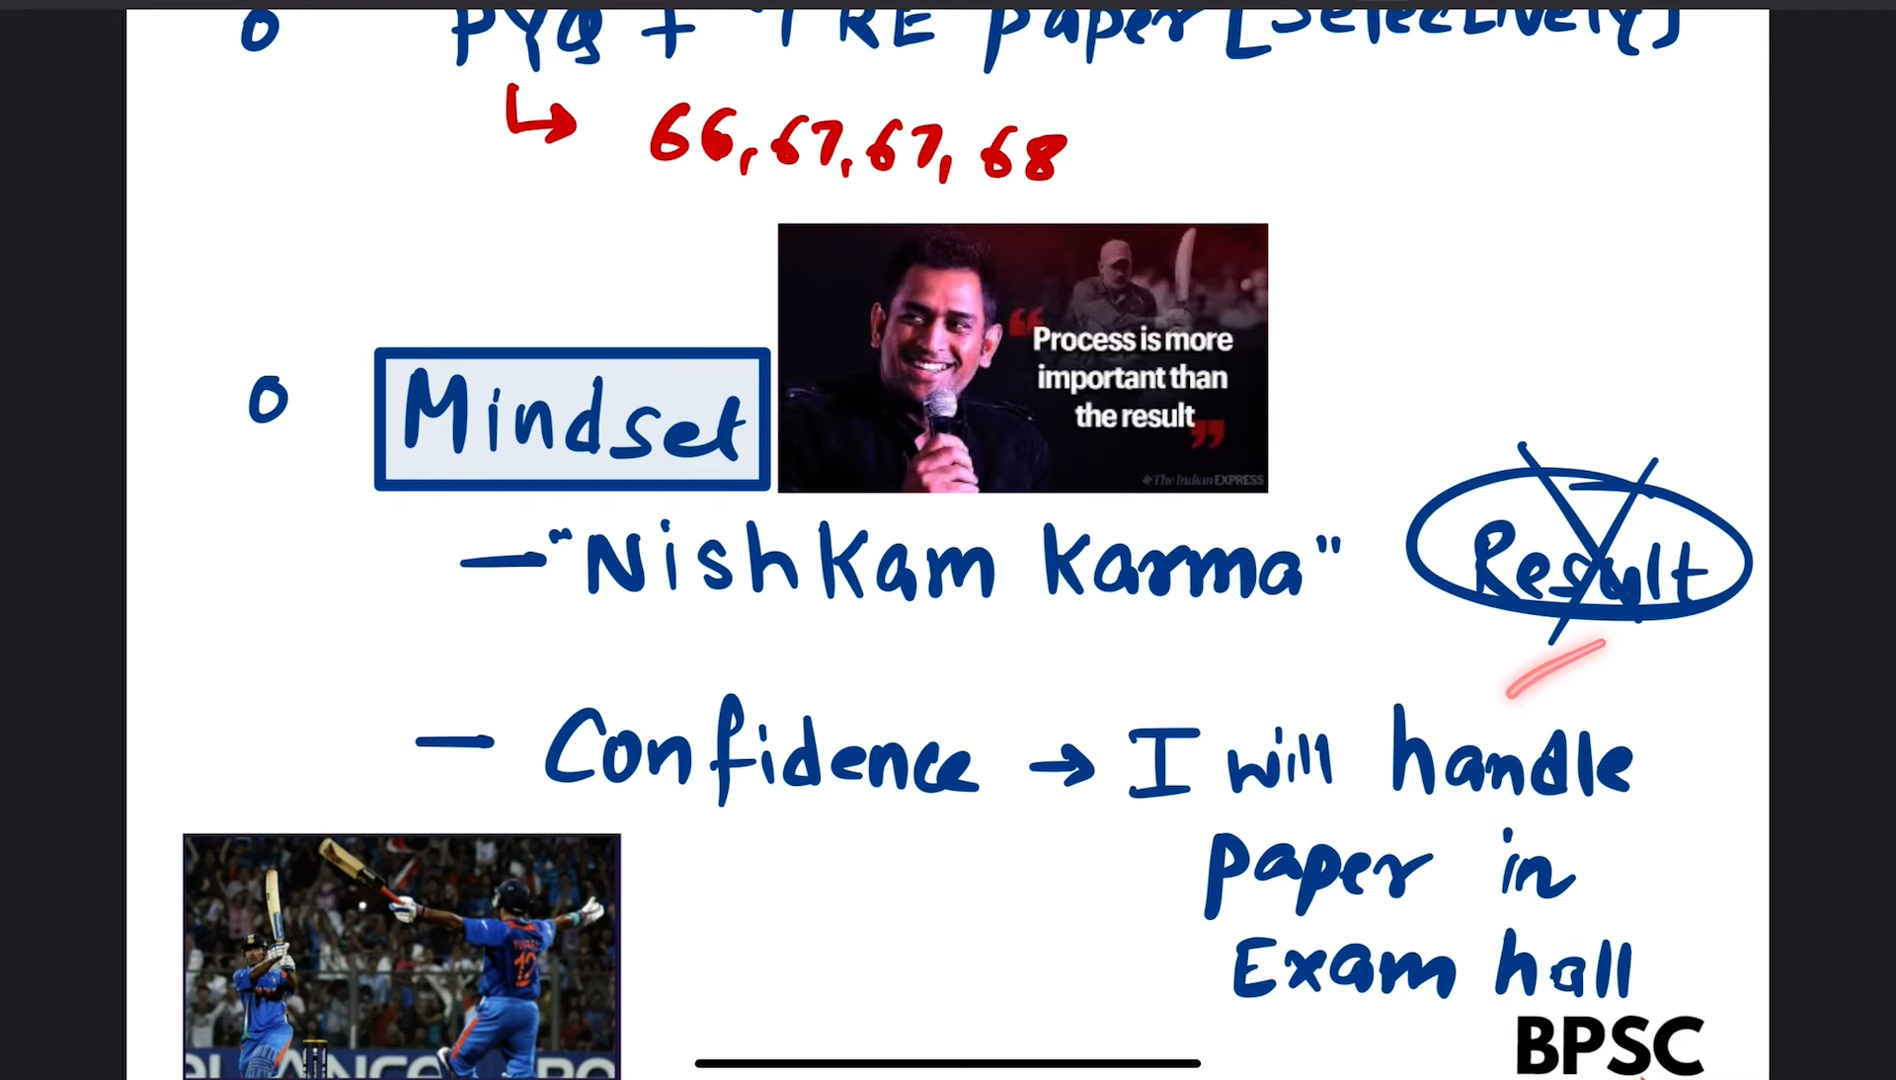 o PYQ + TRE paper [Selectively]
↳ 66, 67, 67, 68
“Process is more
important than
the result”
The Indian EXPRESS
o Mindset
— "Nishkam Karma" Result
— Confidence → I will handle
paper in
Exam hall
12
BPSC